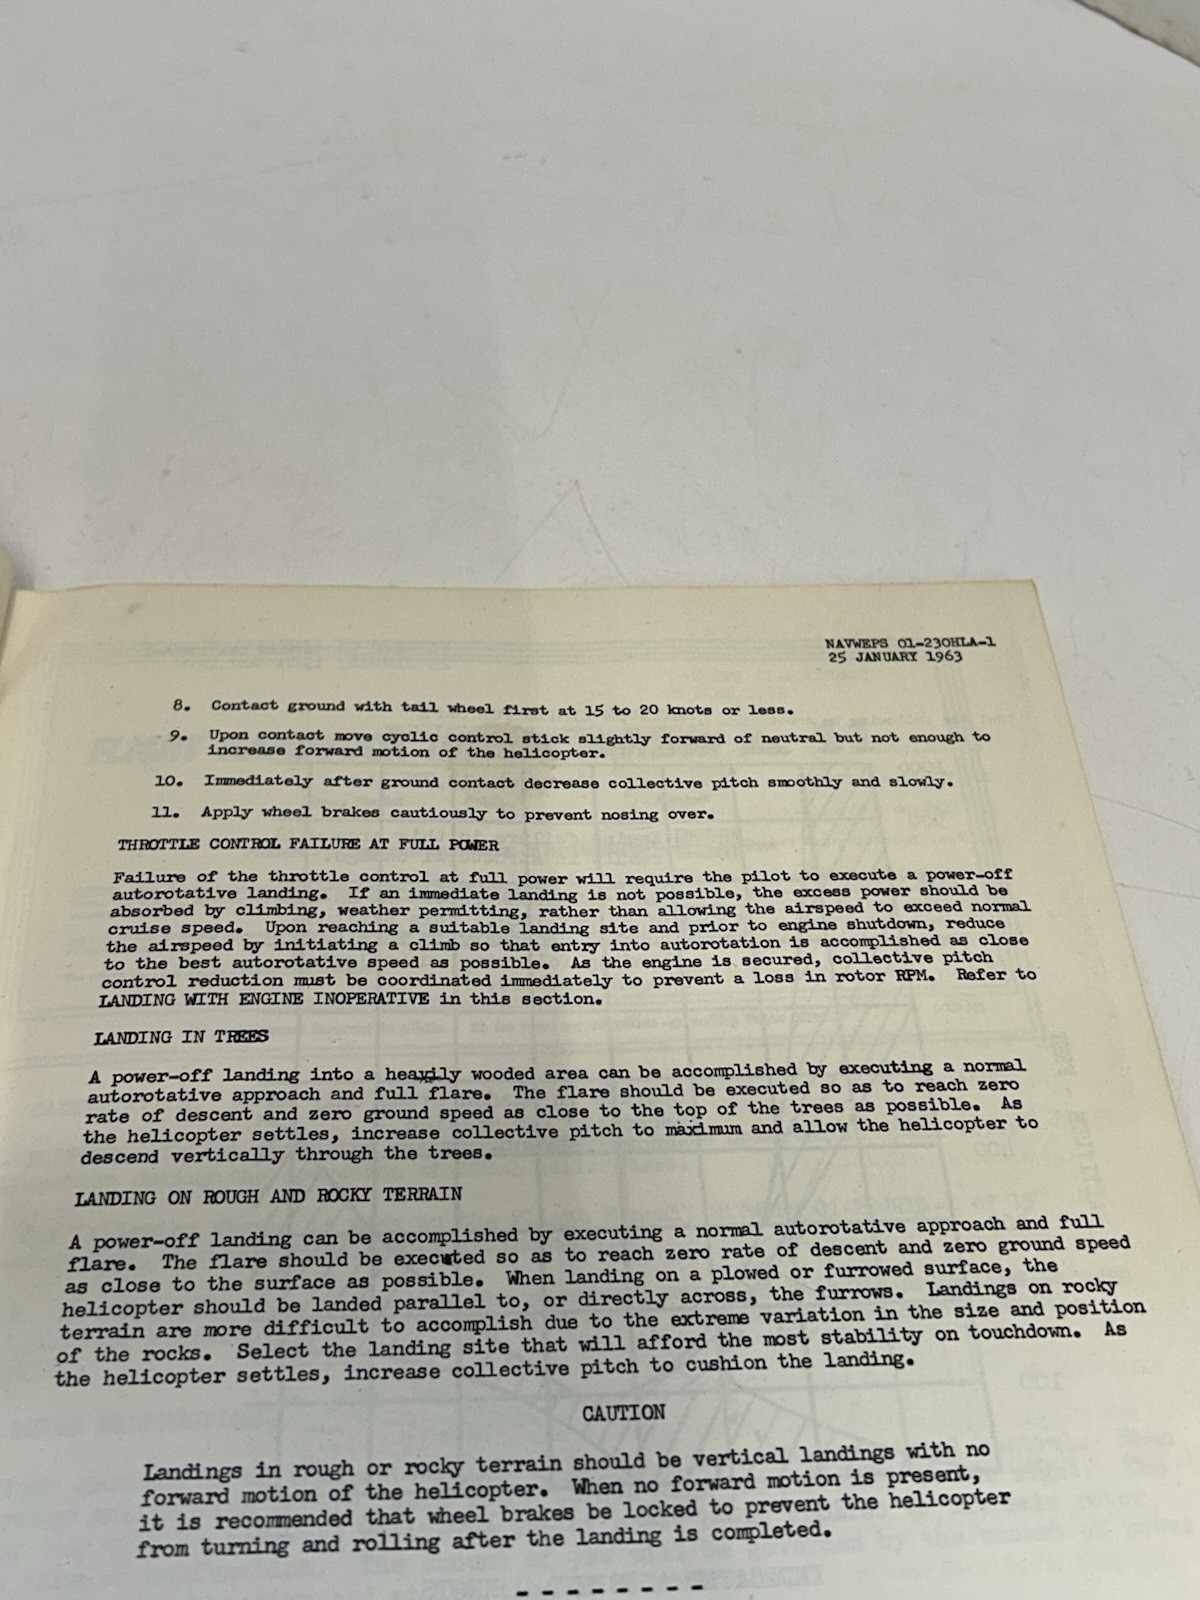 NAVWEPS 01-230HLA-1
25 JANUARY 1963
8. Contact ground with tail wheel first at 15 to 20 knots or less.
9. Upon contact move cyclic control stick slightly forward of neutral but not enough to
increase forward motion of the helicopter.
10. Immediately after ground contact decrease collective pitch smoothly and slowly.
11. Apply wheel brakes cautiously to prevent nosing over.
THROTTLE CONTROL FAILURE AT FULL POWER
Failure of the throttle control at full power will require the pilot to execute a power-off
autorotative landing. If an immediate landing is not possible, the excess power should be
absorbed by climbing, weather permitting, rather than allowing the airspeed to exceed normal
cruise speed. Upon reaching a suitable landing site and prior to engine shutdown, reduce
the airspeed by initiating a climb so that entry into autorotation is accomplished as close
to the best autorotative speed as possible. As the engine is secured, collective pitch
control reduction must be coordinated immediately to prevent a loss in rotor RPM. Refer to
LANDING WITH ENGINE INOPERATIVE in this section.
LANDING IN TREES
A power-off landing into a heavily wooded area can be accomplished by executing a normal
autorotative approach and full flare. The flare should be executed so as to reach zero
rate of descent and zero ground speed as close to the top of the trees as possible. As
the helicopter settles, increase collective pitch to maximum and allow the helicopter to
descend vertically through the trees.
LANDING ON ROUGH AND ROCKY TERRAIN
A power-off landing can be accomplished by executing a normal autorotative approach and full
flare. The flare should be executed so as to reach zero rate of descent and zero ground speed
as close to the surface as possible. When landing on a plowed or furrowed surface, the
helicopter should be landed parallel to, or directly across, the furrows. Landings on rocky
terrain are more difficult to accomplish due to the extreme variation in the size and position
of the rocks. Select the landing site that will afford the most stability on touchdown. As
the helicopter settles, increase collective pitch to cushion the landing.
CAUTION
Landings in rough or rocky terrain should be vertical landings with no
forward motion of the helicopter. When no forward motion is present,
it is recommended that wheel brakes be locked to prevent the helicopter
from turning and rolling after the landing is completed.
- - - - - - - -